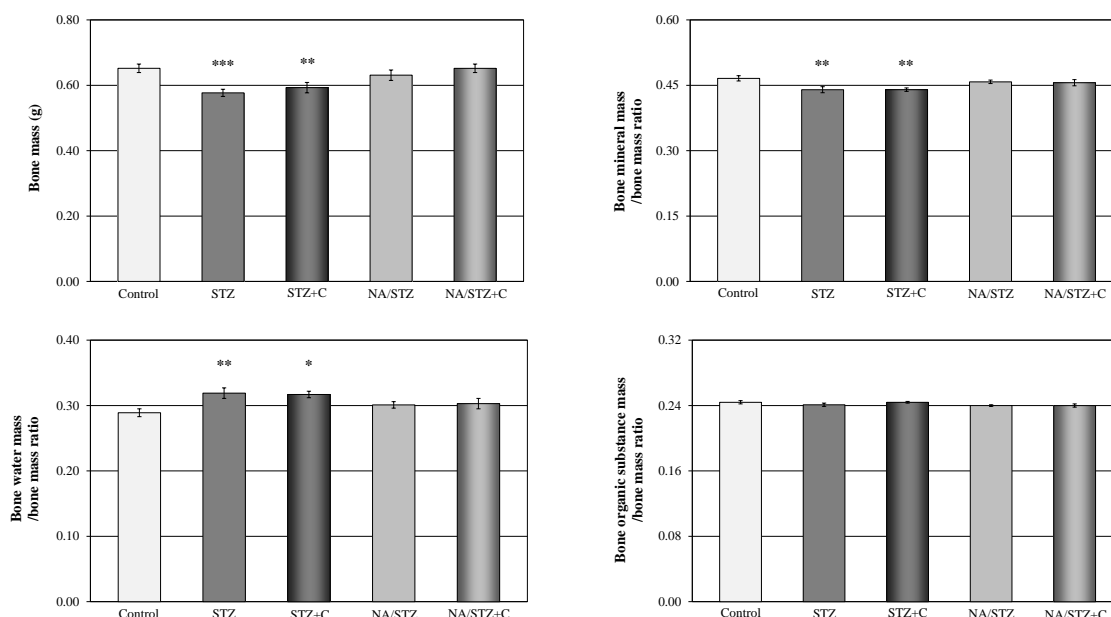 Bone mass (g)
0.80
0.60
0.40
0.20
0.00
***
**
Control STZ STZ+C NA/STZ NA/STZ+C
Bone mineral mass
/bone mass ratio
0.60
0.45
0.30
0.15
0.00
**
**
Control STZ STZ+C NA/STZ NA/STZ+C
Bone water mass
/bone mass ratio
0.40
0.30
0.20
0.10
0.00
**
*
Control STZ STZ+C NA/STZ NA/STZ+C
Bone organic substance mass
/bone mass ratio
0.32
0.24
0.16
0.08
0.00
Control STZ STZ+C NA/STZ NA/STZ+C